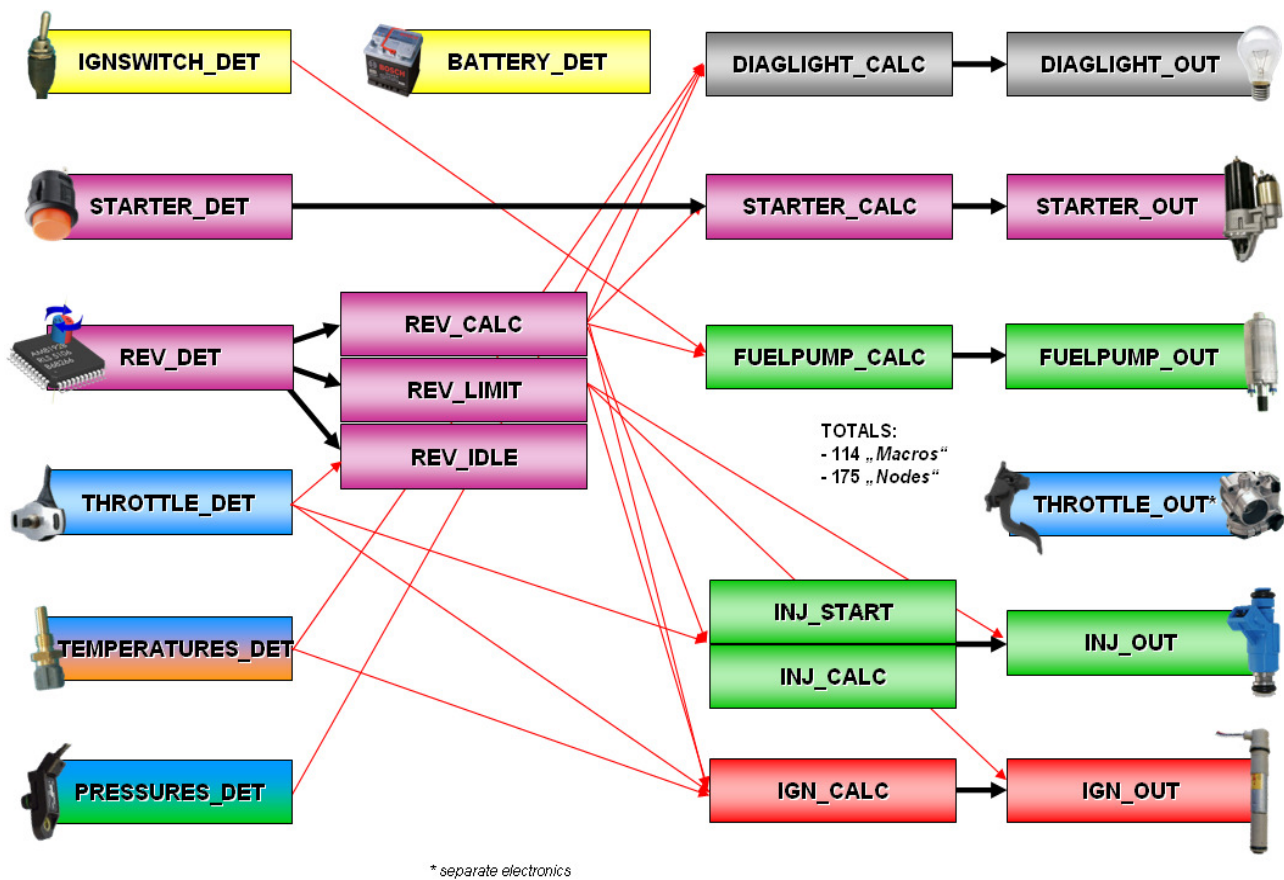 IGNSWITCH_DET
BATTERY_DET
BOSCH
DIAGLIGHT_CALC
DIAGLIGHT_OUT
STARTER_DET
STARTER_CALC
STARTER_OUT
REV_DET
REV_CALC
REV_LIMIT
REV_IDLE
FUELPUMP_CALC
FUELPUMP_OUT
TOTALS:
- 114 „Macros“
- 175 „Nodes“
THROTTLE_DET
THROTTLE_OUT*
TEMPERATURES_DET
INJ_START
INJ_CALC
INJ_OUT
PRESSURES_DET
IGN_CALC
IGN_OUT
* separate electronics